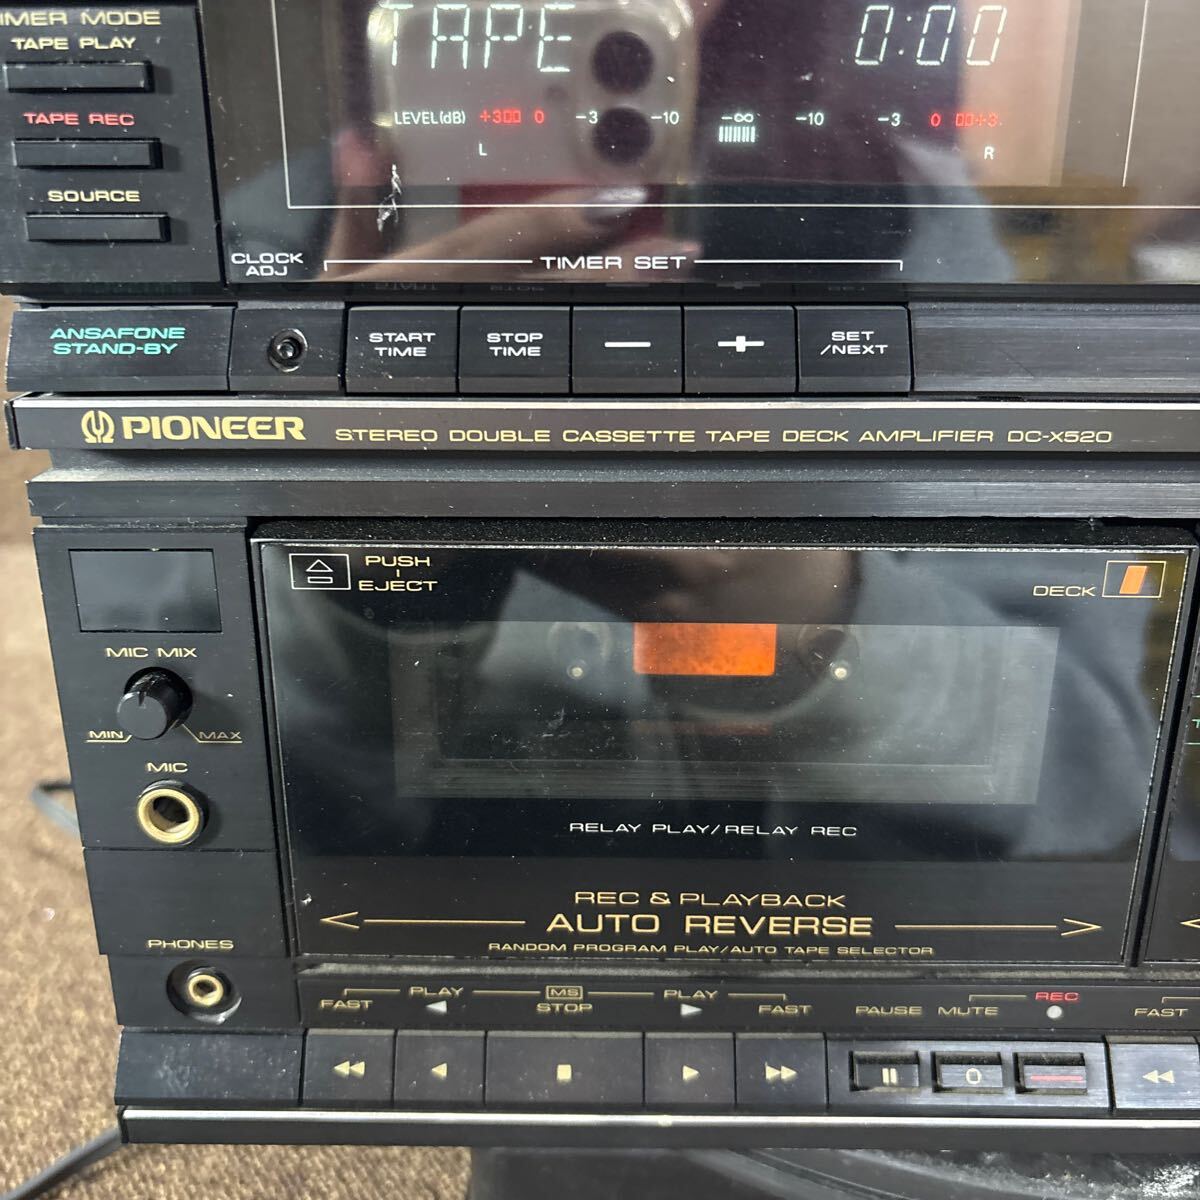 TIMER MODE
TAPE PLAY
TAPE REC
SOURCE
TAPE 0:00
LEVEL(dB) +3 0 -3 -10 -∞ -10 -3 0 +3
L R
CLOCK
ADJ
TIMER SET
ANSAFONE
STAND-BY
START
TIME
STOP
TIME
— +
SET
/NEXT
PIONEER STEREO DOUBLE CASSETTE TAPE DECK AMPLIFIER DC-X520
PUSH
EJECT
DECK I
MIC MIX
MIN MAX
MIC
RELAY PLAY/RELAY REC
REC & PLAYBACK
AUTO REVERSE
RANDOM PROGRAM PLAY/AUTO TAPE SELECTOR
PHONES
FAST PLAY MS STOP PLAY FAST PAUSE MUTE REC FAST